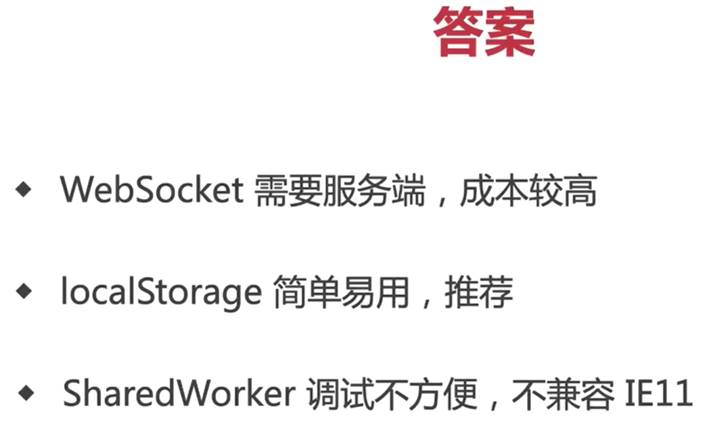 答案
◆ WebSocket 需要服务端，成本较高
◆ localStorage 简单易用，推荐
◆ SharedWorker 调试不方便，不兼容 IE11